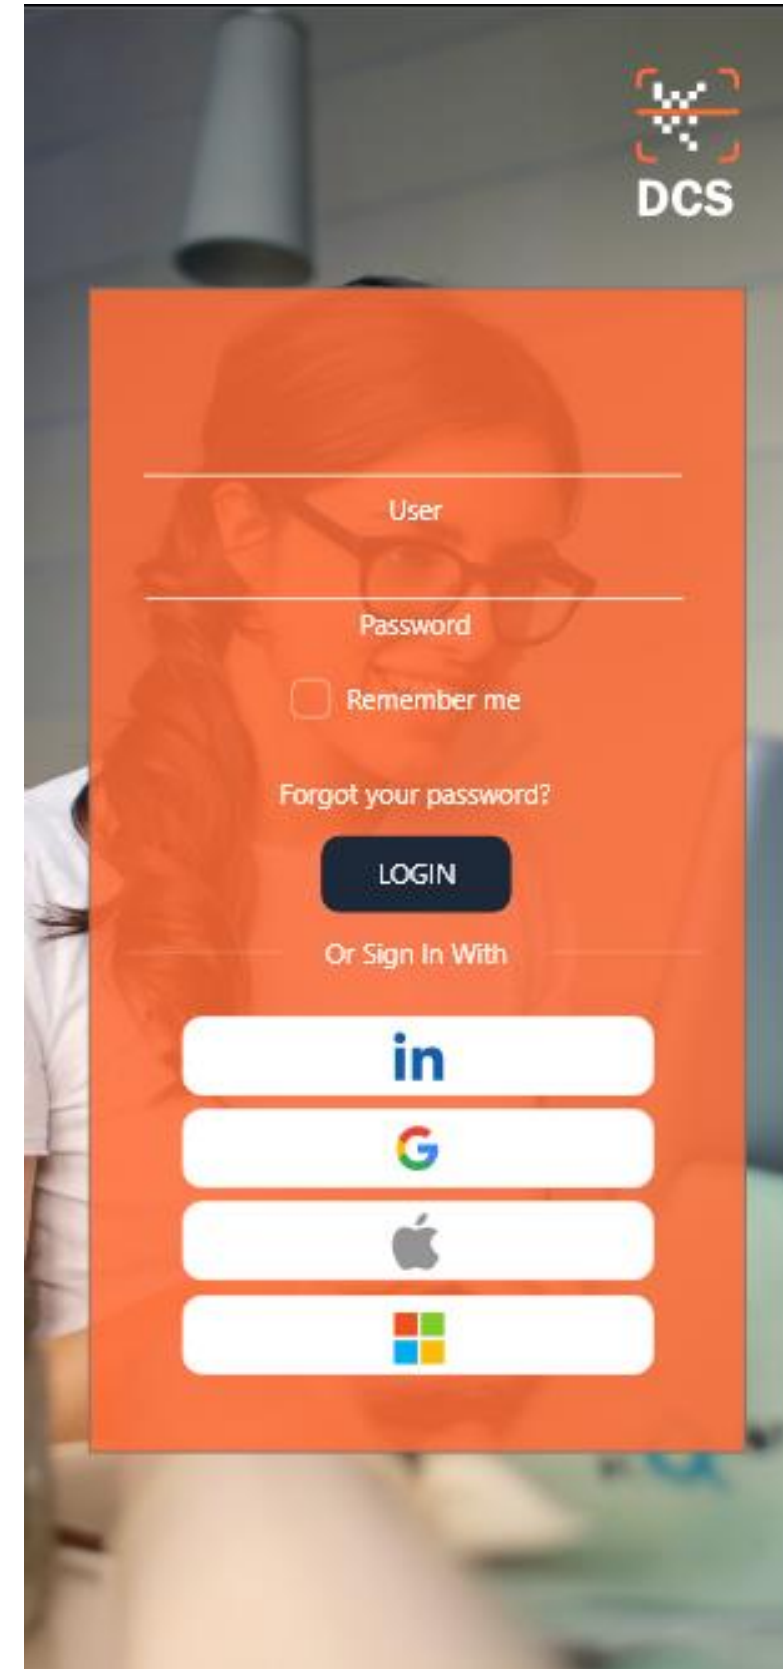 DCS
User
Password
Remember me
Forgot your password?
LOGIN
Or Sign In With
in
G